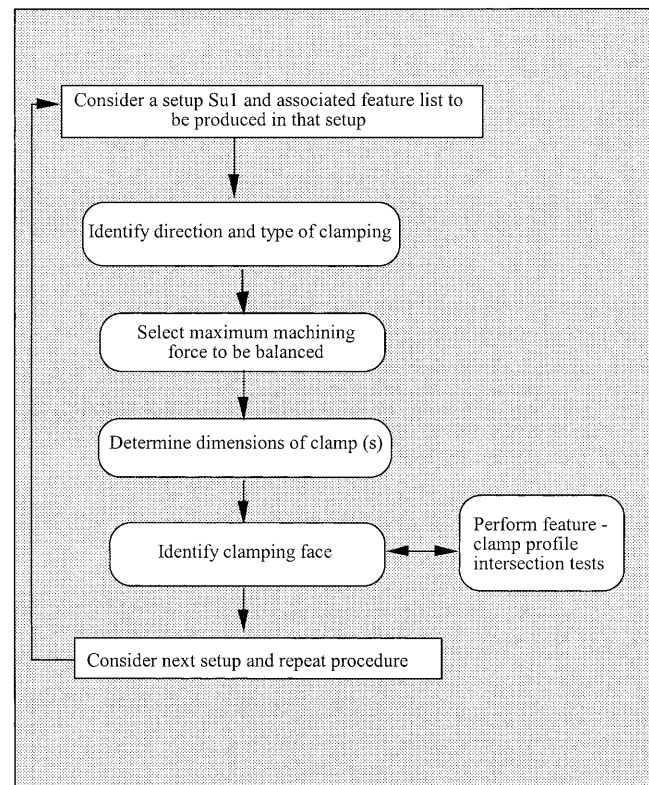 Consider a setup Su1 and associated feature list to
be produced in that setup
Identify direction and type of clamping
Select maximum machining
force to be balanced
Determine dimensions of clamp (s)
Identify clamping face
Perform feature -
clamp profile
intersection tests
Consider next setup and repeat procedure